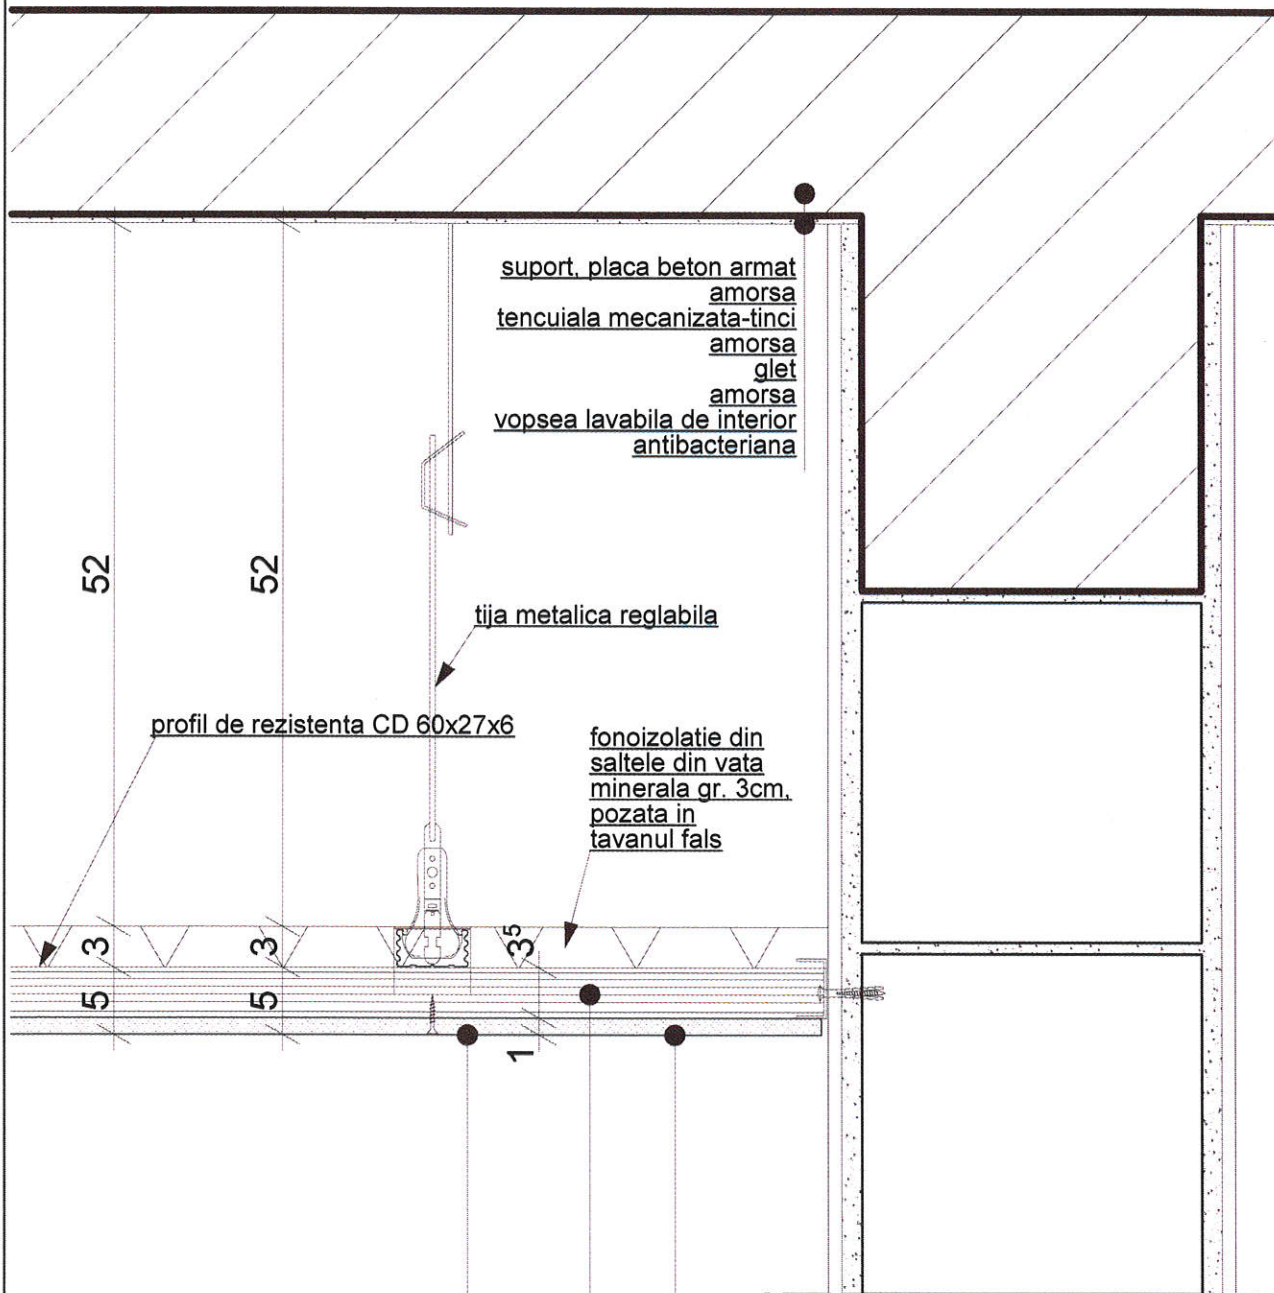 suport, placa beton armat
amorsa
tencuiala mecanizata-tinci
amorsa
glet
amorsa
vopsea lavabila de interior
antibacteriana
52
52
tija metalica reglabila
profil de rezistenta CD 60x27x6
fonoizolatie din
saltele din vata
minerala gr. 3cm,
pozata in
tavanul fals
3
3
3⁵
5
5
1